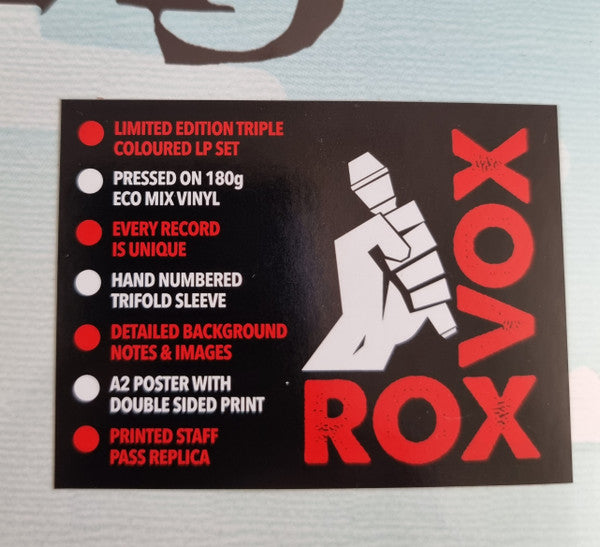 LIMITED EDITION TRIPLE
COLOURED LP SET
PRESSED ON 180g
ECO MIX VINYL
EVERY RECORD
IS UNIQUE
HAND NUMBERED
TRIFOLD SLEEVE
DETAILED BACKGROUND
NOTES & IMAGES
A2 POSTER WITH
DOUBLE SIDED PRINT
PRINTED STAFF
PASS REPLICA
ROX
VOX